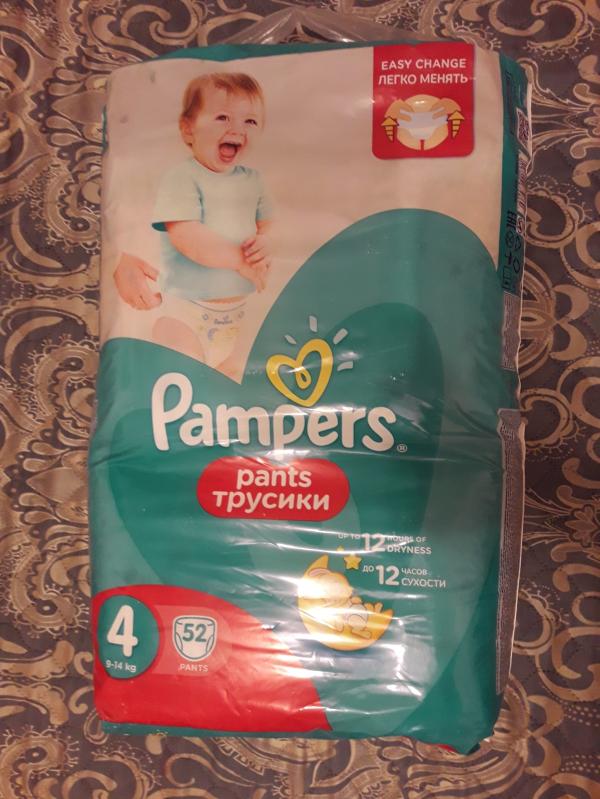 EASY CHANGE
ЛЕГКО МЕНЯТЬ
Pampers
Pampers®
pants
трусики
UP TO 12 HOURS OF DRYNESS
ДО 12 ЧАСОВ СУХОСТИ
4
9-14 kg
52
PANTS